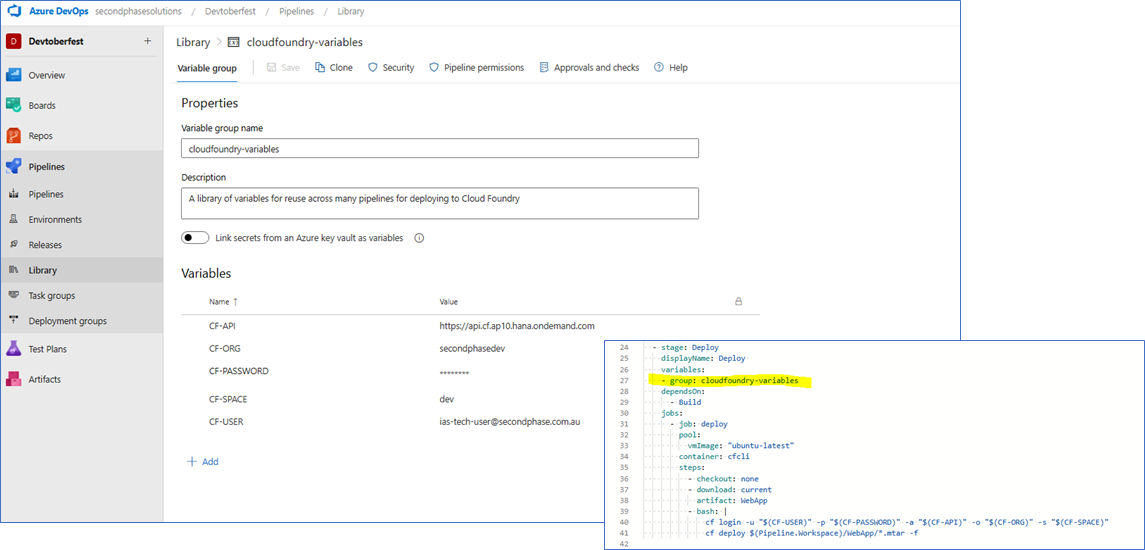 Azure DevOps secondphasesolutions / Devtoberfest / Pipelines / Library
D Devtoberfest +
Overview
Boards
Repos
Pipelines
Pipelines
Environments
Releases
Library
Task groups
Deployment groups
Test Plans
Artifacts
Library > cloudfoundry-variables
Variable group Save Clone Security Pipeline permissions Approvals and checks Help
Properties
Variable group name
cloudfoundry-variables
Description
A library of variables for reuse across many pipelines for deploying to Cloud Foundry
Link secrets from an Azure key vault as variables
Variables
Name ↑ Value
CF-API https://api.cf.ap10.hana.ondemand.com
CF-ORG secondphasedev
CF-PASSWORD ********
CF-SPACE dev
CF-USER ias-tech-user@secondphase.com.au
+ Add
24 - stage: Deploy
25 displayName: Deploy
26 variables:
27 - group: cloudfoundry-variables
28 dependsOn:
29 - Build
30 jobs:
31 - job: deploy
32 pool:
33 vmImage: "ubuntu-latest"
34 container: cfcli
35 steps:
36 - checkout: none
37 - download: current
38 artifact: WebApp
39 - bash: |
40 cf login -u "$(CF-USER)" -p "$(CF-PASSWORD)" -a "$(CF-API)" -o "$(CF-ORG)" -s "$(CF-SPACE)"
41 cf deploy $(Pipeline.Workspace)/WebApp/*.mtar -f
42